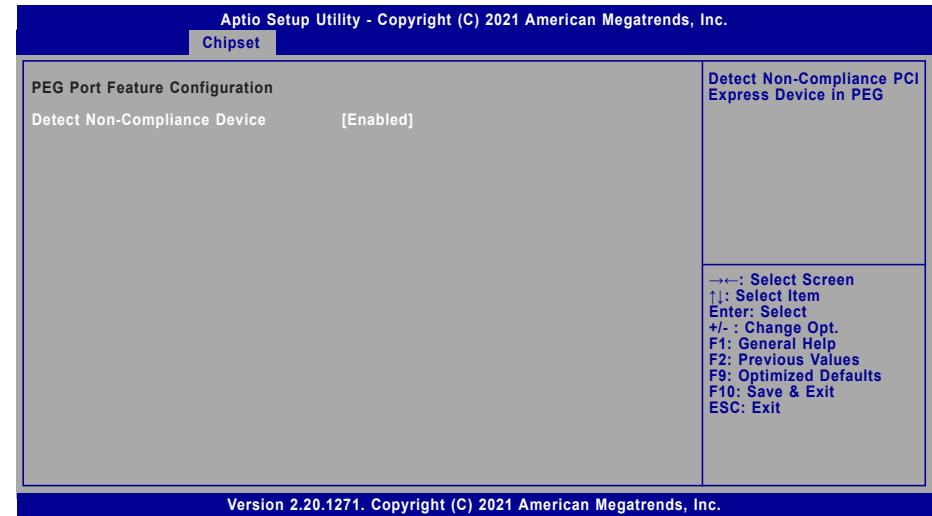 Aptio Setup Utility - Copyright (C) 2021 American Megatrends, Inc.
Chipset
PEG Port Feature Configuration
Detect Non-Compliance Device [Enabled]
Detect Non-Compliance PCI
Express Device in PEG
→←: Select Screen
↑↓: Select Item
Enter: Select
+/- : Change Opt.
F1: General Help
F2: Previous Values
F9: Optimized Defaults
F10: Save & Exit
ESC: Exit
Version 2.20.1271. Copyright (C) 2021 American Megatrends, Inc.